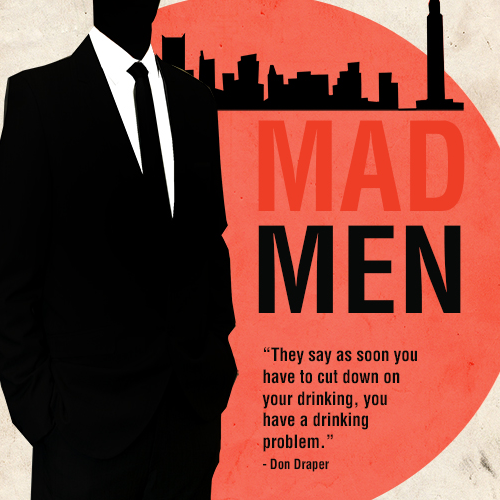 MAD
MEN
“They say as soon you
have to cut down on
your drinking, you
have a drinking
problem.”
- Don Draper